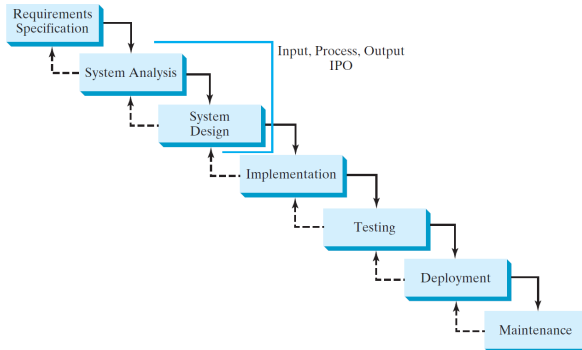 Requirements
Specification
Input, Process, Output
IPO
System Analysis
System
Design
Implementation
Testing
Deployment
Maintenance